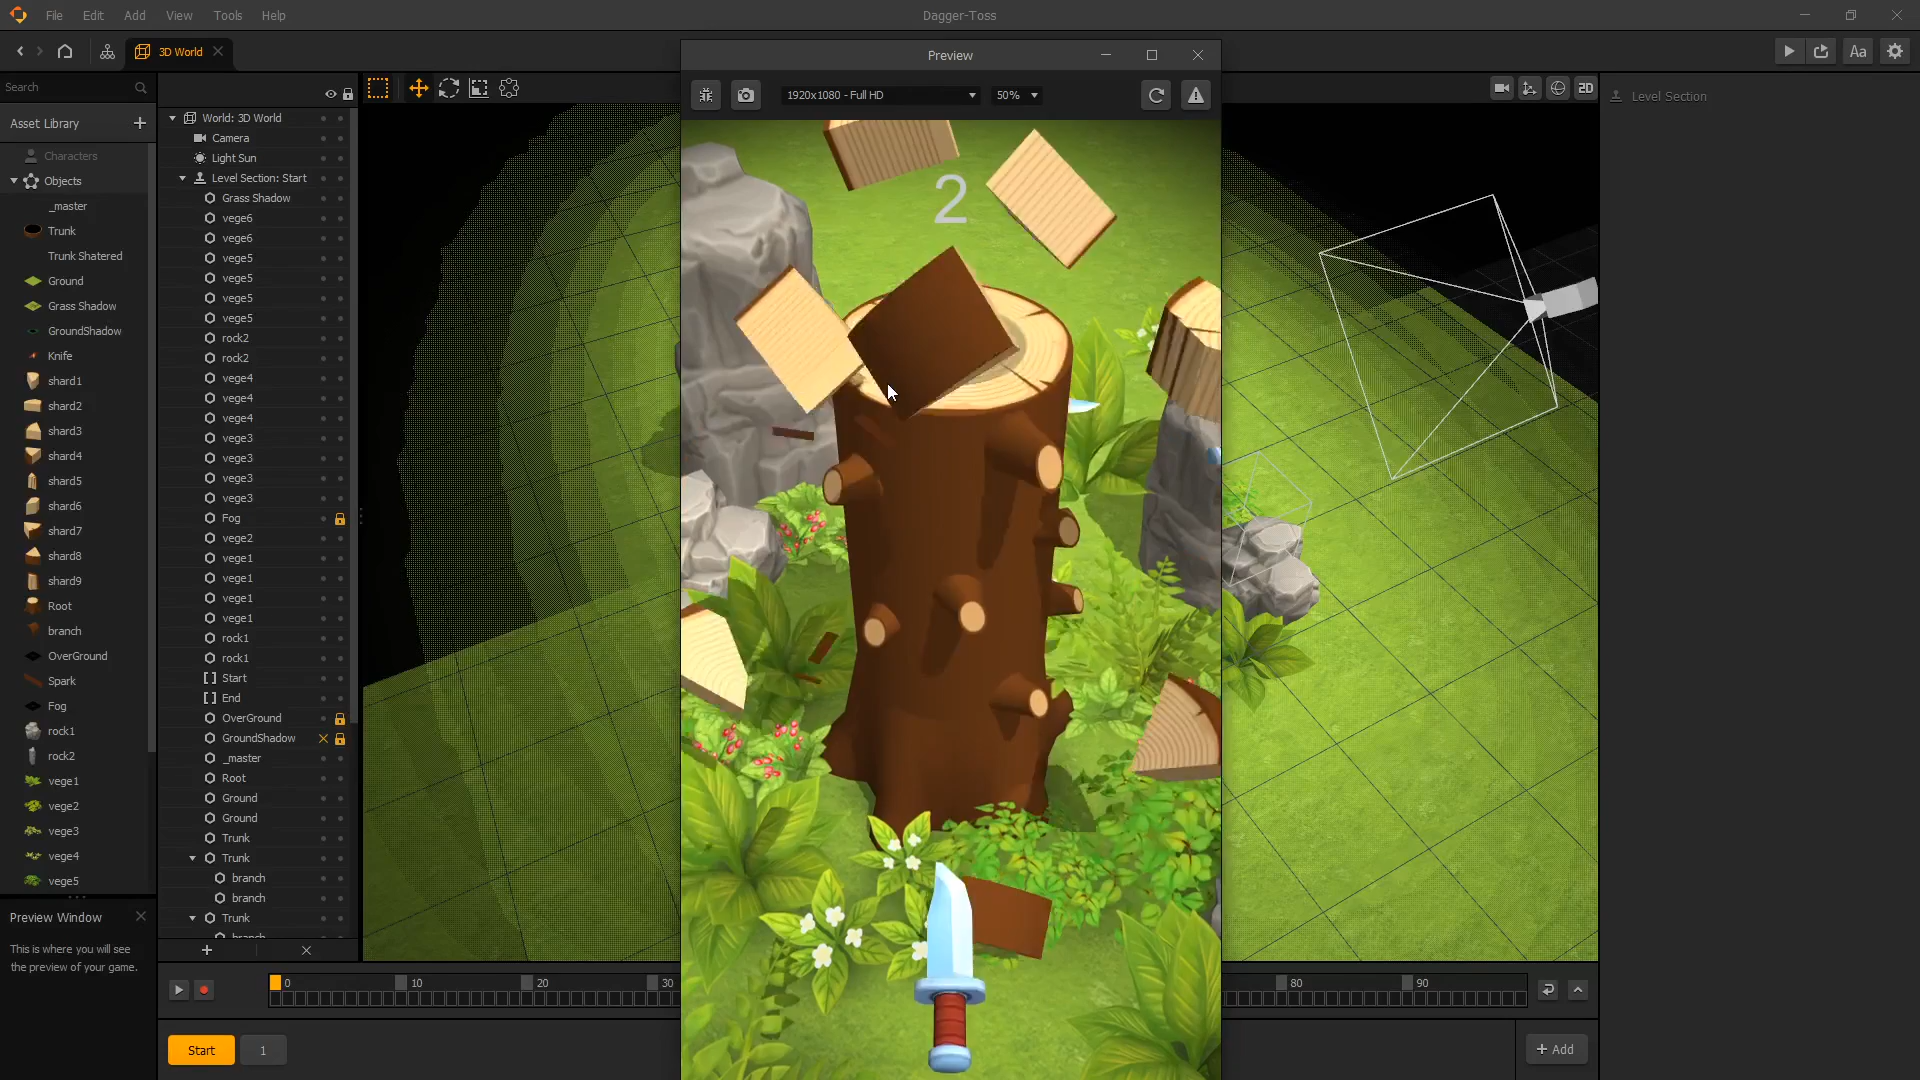 File Edit Add View Tools Help
Dagger-Toss
3D World
Aa
Search
Asset Library
Characters
Objects
_master
Trunk
Trunk Shatered
Ground
Grass Shadow
GroundShadow
Knife
shard1
shard2
shard3
shard4
shard5
shard6
shard7
shard8
shard9
Root
branch
OverGround
Spark
Fog
rock1
rock2
vege1
vege2
vege3
vege4
vege5
Preview Window
This is where you will see
the preview of your game.
World: 3D World
Camera
Light Sun
Level Section: Start
Grass Shadow
vege6
vege6
vege5
vege5
vege5
vege5
rock2
rock2
vege4
vege4
vege4
vege3
vege3
vege3
vege3
Fog
vege2
vege1
vege1
vege1
vege1
rock1
rock1
Start
End
OverGround
GroundShadow
_master
Root
Ground
Ground
Trunk
Trunk
branch
branch
Trunk
branch
Preview
1920x1080 - Full HD
50%
2
2D
Level Section
0 10 20 30 80 90
Start
1
+ Add